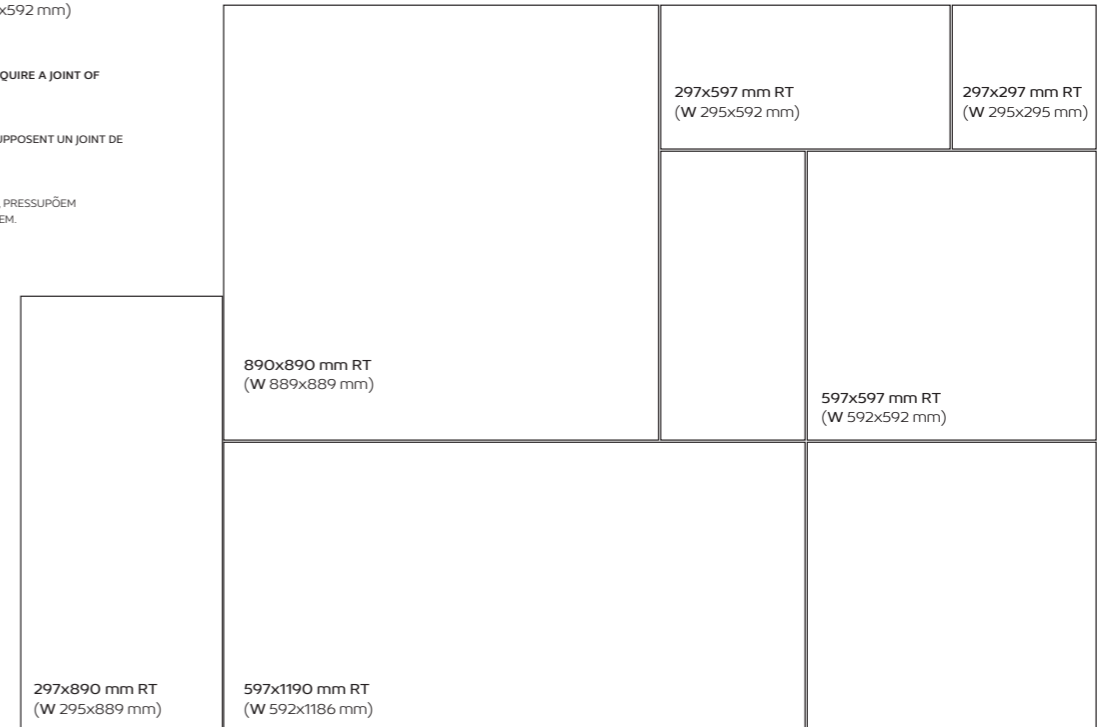 x592 mm)
QUIRE A JOINT OF
UPPOSENT UN JOINT DE
, PRESSUPÕEM
EM.
297x597 mm RT
(W 295x592 mm)
297x297 mm RT
(W 295x295 mm)
890x890 mm RT
(W 889x889 mm)
597x597 mm RT
(W 592x592 mm)
297x890 mm RT
(W 295x889 mm)
597x1190 mm RT
(W 592x1186 mm)